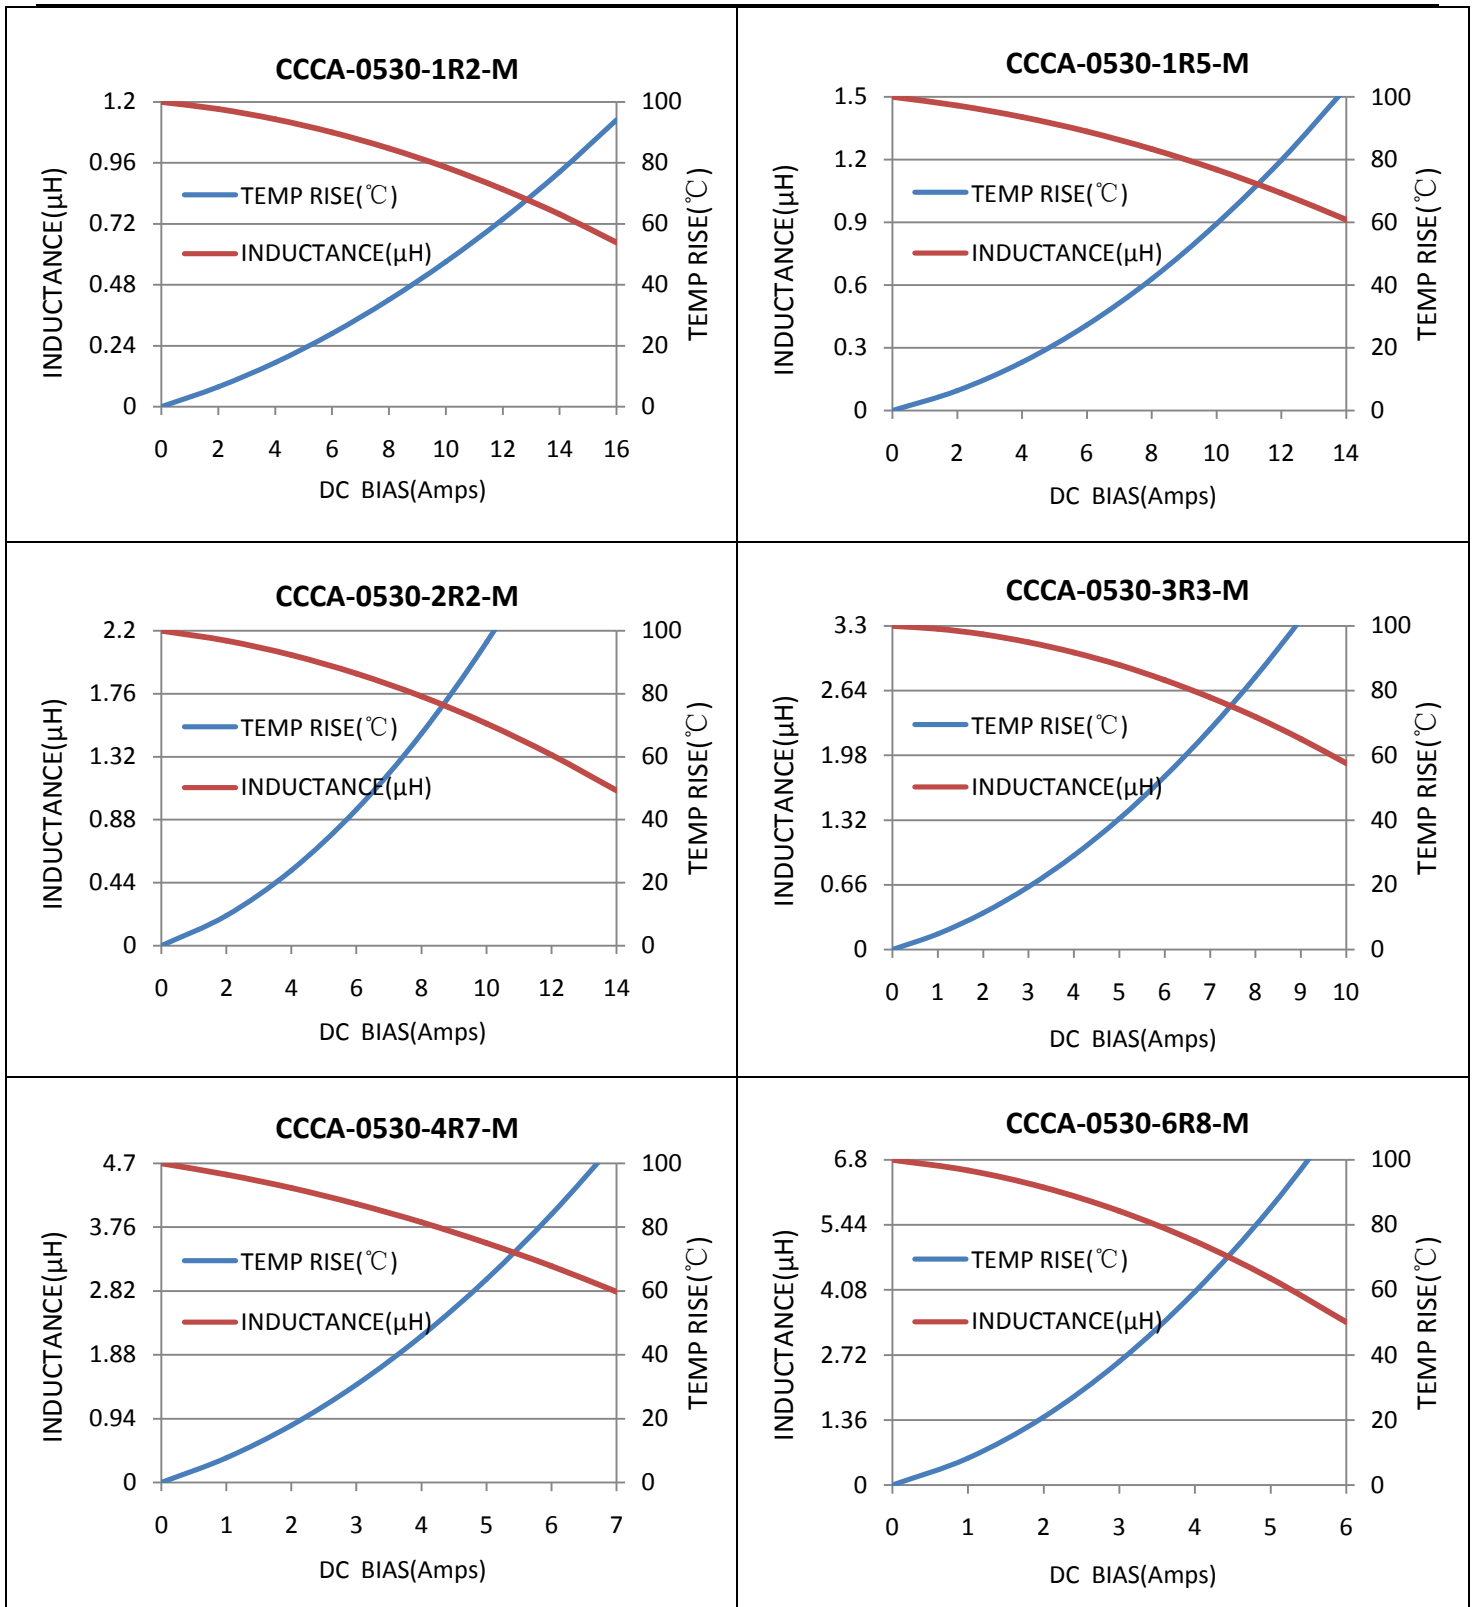 CCCA-0530-1R2-M
INDUCTANCE(μH)
1.2
0.96
0.72
0.48
0.24
0
TEMP RISE(℃)
INDUCTANCE(μH)
100
80
60
40
20
0
TEMP RISE(℃)
0 2 4 6 8 10 12 14 16
DC BIAS(Amps)
CCCA-0530-1R5-M
INDUCTANCE(μH)
1.5
1.2
0.9
0.6
0.3
0
TEMP RISE(℃)
INDUCTANCE(μH)
100
80
60
40
20
0
TEMP RISE(℃)
0 2 4 6 8 10 12 14
DC BIAS(Amps)
CCCA-0530-2R2-M
INDUCTANCE(μH)
2.2
1.76
1.32
0.88
0.44
0
TEMP RISE(℃)
INDUCTANCE(μH)
100
80
60
40
20
0
TEMP RISE(℃)
0 2 4 6 8 10 12 14
DC BIAS(Amps)
CCCA-0530-3R3-M
INDUCTANCE(μH)
3.3
2.64
1.98
1.32
0.66
0
TEMP RISE(℃)
INDUCTANCE(μH)
100
80
60
40
20
0
TEMP RISE(℃)
0 1 2 3 4 5 6 7 8 9 10
DC BIAS(Amps)
CCCA-0530-4R7-M
INDUCTANCE(μH)
4.7
3.76
2.82
1.88
0.94
0
TEMP RISE(℃)
INDUCTANCE(μH)
100
80
60
40
20
0
TEMP RISE(℃)
0 1 2 3 4 5 6 7
DC BIAS(Amps)
CCCA-0530-6R8-M
INDUCTANCE(μH)
6.8
5.44
4.08
2.72
1.36
0
TEMP RISE(℃)
INDUCTANCE(μH)
100
80
60
40
20
0
TEMP RISE(℃)
0 1 2 3 4 5 6
DC BIAS(Amps)